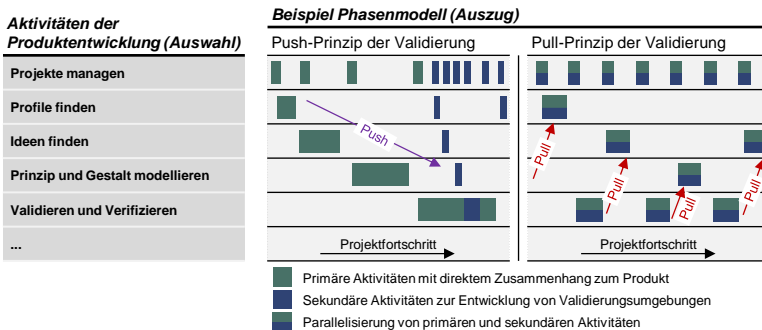 Aktivitäten der
Produktentwicklung (Auswahl)
Projekte managen
Profile finden
Ideen finden
Prinzip und Gestalt modellieren
Validieren und Verifizieren
...
Beispiel Phasenmodell (Auszug)
Push-Prinzip der Validierung
Pull-Prinzip der Validierung
Push
Pull
Pull
Pull
Pull
Projektfortschritt
Projektfortschritt
Primäre Aktivitäten mit direktem Zusammenhang zum Produkt
Sekundäre Aktivitäten zur Entwicklung von Validierungsumgebungen
Parallelisierung von primären und sekundären Aktivitäten